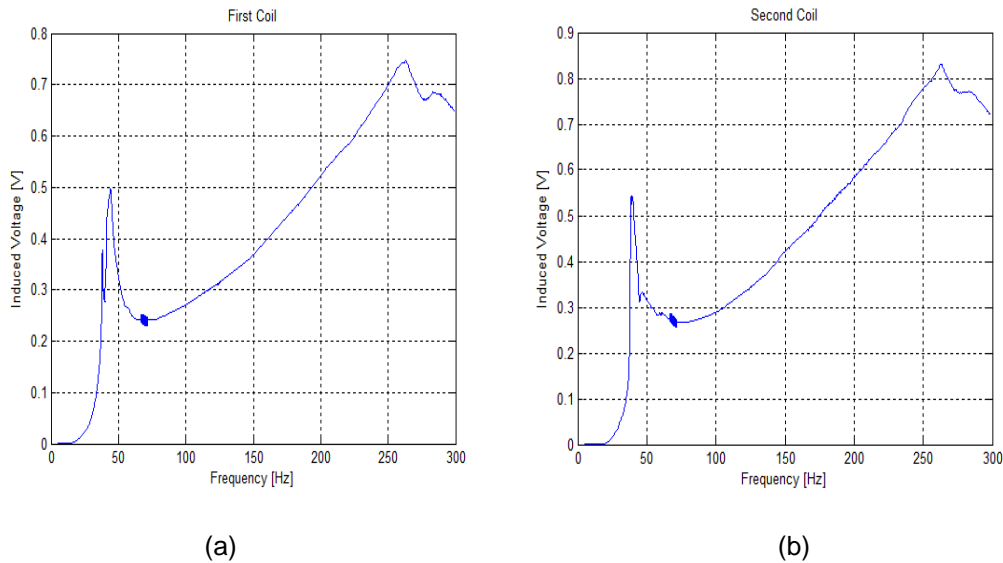 First Coil
0.8
0.7
0.6
0.5
0.4
0.3
0.2
0.1
0
Induced Voltage [V]
0 50 100 150 200 250 300
Frequency [Hz]
(a)
Second Coil
0.9
0.8
0.7
0.6
0.5
0.4
0.3
0.2
0.1
0
Induced Voltage [V]
0 50 100 150 200 250 300
Frequency [Hz]
(b)